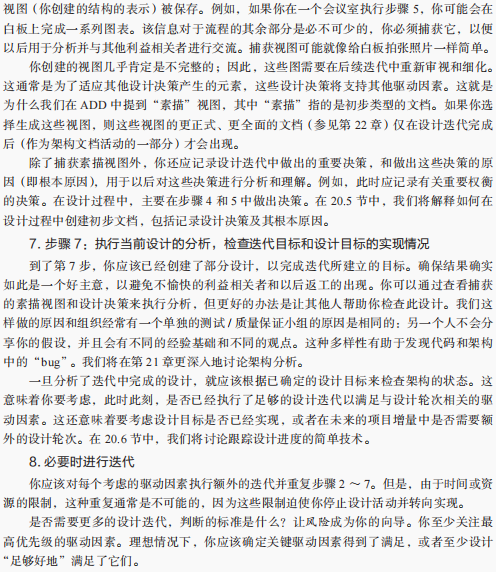 视图（你创建的结构的表示）被保存。例如，如果你在一个会议室执行步骤 5，你可能会在
白板上完成一系列图表。该信息对于流程的其余部分是必不可少的，你必须捕获它，以便
以后用于分析并与其他利益相关者进行交流。捕获视图可能就像给白板拍张照片一样简单。
你创建的视图几乎肯定是不完整的；因此，这些图需要在后续迭代中重新审视和细化。
这通常是为了适应其他设计决策产生的元素，这些设计决策将支持其他驱动因素。这就是
为什么我们在 ADD 中提到“素描”视图，其中“素描”指的是初步类型的文档。如果你选
择生成这些视图，则这些视图的更正式、更全面的文档（参见第 22 章）仅在设计迭代完成
后（作为架构文档活动的一部分）才会出现。
除了捕获素描视图外，你还应记录设计迭代中做出的重要决策，和做出这些决策的原
因（即根本原因），用于以后对这些决策进行分析和理解。例如，此时应记录有关重要权衡
的决策。在设计过程中，主要在步骤 4 和 5 中做出决策。在 20.5 节中，我们将解释如何在
设计过程中创建初步文档，包括记录设计决策及其根本原因。
7. 步骤 7：执行当前设计的分析，检查迭代目标和设计目标的实现情况
到了第 7 步，你应该已经创建了部分设计，以完成迭代所建立的目标。确保结果确实
如此是一个好主意，以避免不愉快的利益相关者和以后返工的出现。你可以通过查看捕获
的素描视图和设计决策来执行分析，但更好的办法是让其他人帮助你检查此设计。我们这
样做的原因和组织经常有一个单独的测试 / 质量保证小组的原因是相同的：另一个人不会分
享你的假设，并且会有不同的经验基础和不同的观点。这种多样性有助于发现代码和架构
中的“bug”。我们将在第 21 章更深入地讨论架构分析。
一旦分析了迭代中完成的设计，就应该根据已确定的设计目标来检查架构的状态。这
意味着你要考虑，此时此刻，是否已经执行了足够的设计迭代以满足与设计轮次相关的驱
动因素。这还意味着要考虑设计目标是否已经实现，或者在未来的项目增量中是否需要额
外的设计轮次。在 20.6 节中，我们将讨论跟踪设计进度的简单技术。
8. 必要时进行迭代
你应该对每个考虑的驱动因素执行额外的迭代并重复步骤 2 ～ 7。但是，由于时间或资
源的限制，这种重复通常是不可能的，因为这些限制迫使你停止设计活动并转向实现。
是否需要更多的设计迭代，判断的标准是什么？让风险成为你的向导。你至少关注最
高优先级的驱动因素。理想情况下，你应该确定关键驱动因素得到了满足，或者至少设计
“足够好地”满足了它们。